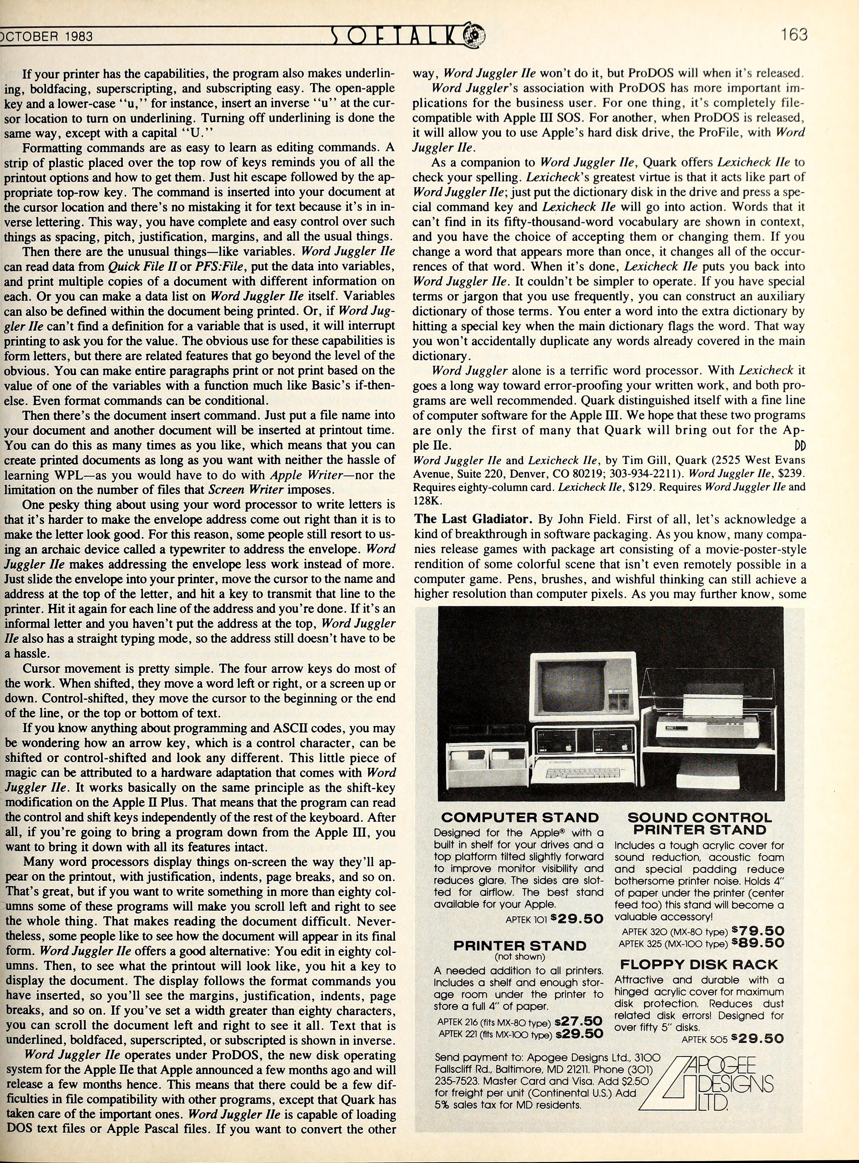 OCTOBER 1983
SOFTALK
163
If your printer has the capabilities, the program also makes underlin-
ing, boldfacing, superscripting, and subscripting easy. The open-apple
key and a lower-case "u," for instance, insert an inverse "u" at the cur-
sor location to turn on underlining. Turning off underlining is done the
same way, except with a capital "U."
Formatting commands are as easy to learn as editing commands. A
strip of plastic placed over the top row of keys reminds you of all the
printout options and how to get them. Just hit escape followed by the ap-
propriate top-row key. The command is inserted into your document at
the cursor location and there's no mistaking it for text because it's in in-
verse lettering. This way, you have complete and easy control over such
things as spacing, pitch, justification, margins, and all the usual things.
Then there are the unusual things—like variables. Word Juggler IIe
can read data from Quick File II or PFS:File, put the data into variables,
and print multiple copies of a document with different information on
each. Or you can make a data list on Word Juggler IIe itself. Variables
can also be defined within the document being printed. Or, if Word Jug-
gler IIe can't find a definition for a variable that is used, it will interrupt
printing to ask you for the value. The obvious use for these capabilities is
form letters, but there are related features that go beyond the level of the
obvious. You can make entire paragraphs print or not print based on the
value of one of the variables with a function much like Basic's if-then-
else. Even format commands can be conditional.
Then there's the document insert command. Just put a file name into
your document and another document will be inserted at printout time.
You can do this as many times as you like, which means that you can
create printed documents as long as you want with neither the hassle of
learning WPL—as you would have to do with Apple Writer—nor the
limitation on the number of files that Screen Writer imposes.
One pesky thing about using your word processor to write letters is
that it's harder to make the envelope address come out right than it is to
make the letter look good. For this reason, some people still resort to us-
ing an archaic device called a typewriter to address the envelope. Word
Juggler IIe makes addressing the envelope less work instead of more.
Just slide the envelope into your printer, move the cursor to the name and
address at the top of the letter, and hit a key to transmit that line to the
printer. Hit it again for each line of the address and you're done. If it's an
informal letter and you haven't put the address at the top, Word Juggler
IIe also has a straight typing mode, so the address still doesn't have to be
a hassle.
Cursor movement is pretty simple. The four arrow keys do most of
the work. When shifted, they move a word left or right, or a screen up or
down. Control-shifted, they move the cursor to the beginning or the end
of the line, or the top or bottom of text.
If you know anything about programming and ASCII codes, you may
be wondering how an arrow key, which is a control character, can be
shifted or control-shifted and look any different. This little piece of
magic can be attributed to a hardware adaptation that comes with Word
Juggler IIe. It works basically on the same principle as the shift-key
modification on the Apple II Plus. That means that the program can read
the control and shift keys independently of the rest of the keyboard. After
all, if you're going to bring a program down from the Apple III, you
want to bring it down with all its features intact.
Many word processors display things on-screen the way they'll ap-
pear on the printout, with justification, indents, page breaks, and so on.
That's great, but if you want to write something in more than eighty col-
umns some of these programs will make you scroll left and right to see
the whole thing. That makes reading the document difficult. Never-
theless, some people like to see how the document will appear in its final
form. Word Juggler IIe offers a good alternative: You edit in eighty col-
umns. Then, to see what the printout will look like, you hit a key to
display the document. The display follows the format commands you
have inserted, so you'll see the margins, justification, indents, page
breaks, and so on. If you've set a width greater than eighty characters,
you can scroll the document left and right to see it all. Text that is
underlined, boldfaced, superscripted, or subscripted is shown in inverse.
Word Juggler IIe operates under ProDOS, the new disk operating
system for the Apple IIe that Apple announced a few months ago and will
release a few months hence. This means that there could be a few dif-
ficulties in file compatibility with other programs, except that Quark has
taken care of the important ones. Word Juggler IIe is capable of loading
DOS text files or Apple Pascal files. If you want to convert the other
way, Word Juggler IIe won't do it, but ProDOS will when it's released.
Word Juggler's association with ProDOS has more important im-
plications for the business user. For one thing, it's completely file-
compatible with Apple III SOS. For another, when ProDOS is released,
it will allow you to use Apple's hard disk drive, the ProFile, with Word
Juggler IIe.
As a companion to Word Juggler IIe, Quark offers Lexicheck IIe to
check your spelling. Lexicheck's greatest virtue is that it acts like part of
Word Juggler IIe; just put the dictionary disk in the drive and press a spe-
cial command key and Lexicheck IIe will go into action. Words that it
can't find in its fifty-thousand-word vocabulary are shown in context,
and you have the choice of accepting them or changing them. If you
change a word that appears more than once, it changes all of the occur-
rences of that word. When it's done, Lexicheck IIe puts you back into
Word Juggler IIe. It couldn't be simpler to operate. If you have special
terms or jargon that you use frequently, you can construct an auxiliary
dictionary of those terms. You enter a word into the extra dictionary by
hitting a special key when the main dictionary flags the word. That way
you won't accidentally duplicate any words already covered in the main
dictionary.
Word Juggler alone is a terrific word processor. With Lexicheck it
goes a long way toward error-proofing your written work, and both pro-
grams are well recommended. Quark distinguished itself with a fine line
of computer software for the Apple III. We hope that these two programs
are only the first of many that Quark will bring out for the Ap-
ple IIe. DD
Word Juggler IIe and Lexicheck IIe, by Tim Gill, Quark (2525 West Evans
Avenue, Suite 220, Denver, CO 80219; 303-934-2211). Word Juggler IIe, $239.
Requires eighty-column card. Lexicheck IIe, $129. Requires Word Juggler IIe and
128K.
The Last Gladiator. By John Field. First of all, let's acknowledge a
kind of breakthrough in software packaging. As you know, many compa-
nies release games with package art consisting of a movie-poster-style
rendition of some colorful scene that isn't even remotely possible in a
computer game. Pens, brushes, and wishful thinking can still achieve a
higher resolution than computer pixels. As you may further know, some
COMPUTER STAND
Designed for the Apple® with a
built in shelf for your drives and a
top platform tilted slightly forward
to improve monitor visibility and
reduces glare. The sides are slot-
ted for airflow. The best stand
available for your Apple.
APTEK 101 $29.50
PRINTER STAND
(not shown)
A needed addition to all printers.
Includes a shelf and enough stor-
age room under the printer to
store a full 4" of paper.
APTEK 216 (fits MX-80 type) $27.50
APTEK 221 (fits MX-100 type) $29.50
SOUND CONTROL
PRINTER STAND
Includes a tough acrylic cover for
sound reduction, acoustic foam
and special padding reduce
bothersome printer noise. Holds 4"
of paper under the printer (center
feed too) this stand will become a
valuable accessory!
APTEK 320 (MX-80 type) $79.50
APTEK 325 (MX-100 type) $89.50
FLOPPY DISK RACK
Attractive and durable with a
hinged acrylic cover for maximum
disk protection. Reduces dust
related disk errors! Designed for
over fifty 5" disks.
APTEK 505 $29.50
Send payment to: Apogee Designs Ltd., 3100
Fallscliff Rd., Baltimore, MD 21211. Phone (301)
235-7523. Master Card and Visa. Add $2.50
for freight per unit (Continental U.S.) Add
5% sales tax for MD residents.
APOGEE
DESIGNS
LTD.